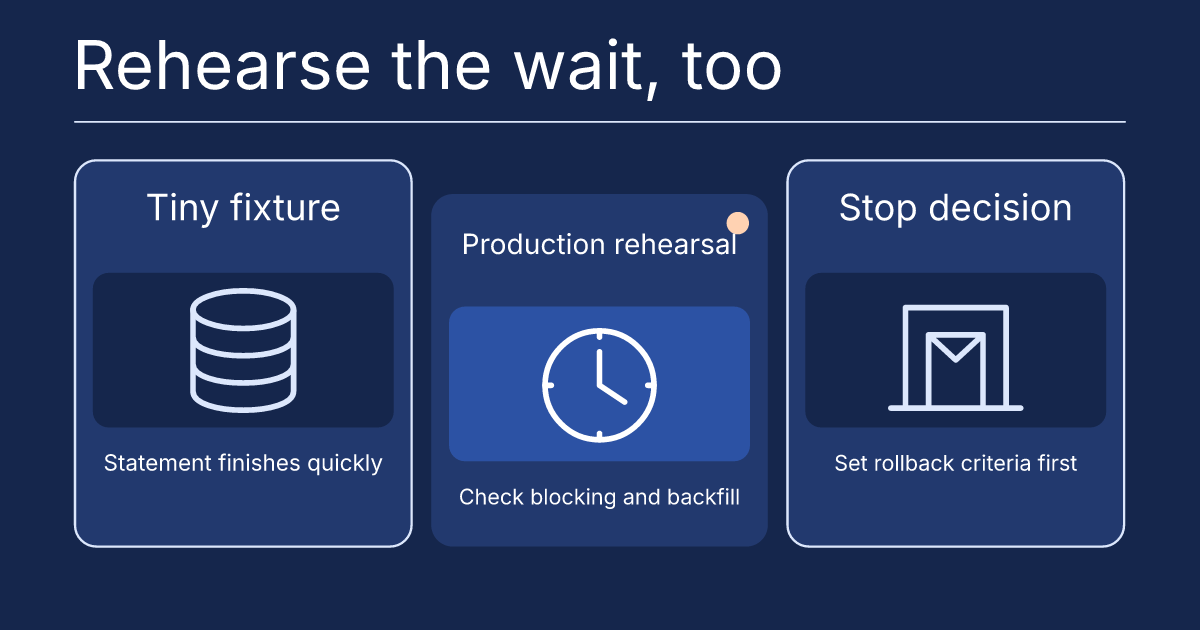 Rehearse the wait, too
Tiny fixture
Statement finishes quickly
Production rehearsal
Check blocking and backfill
Stop decision
Set rollback criteria first